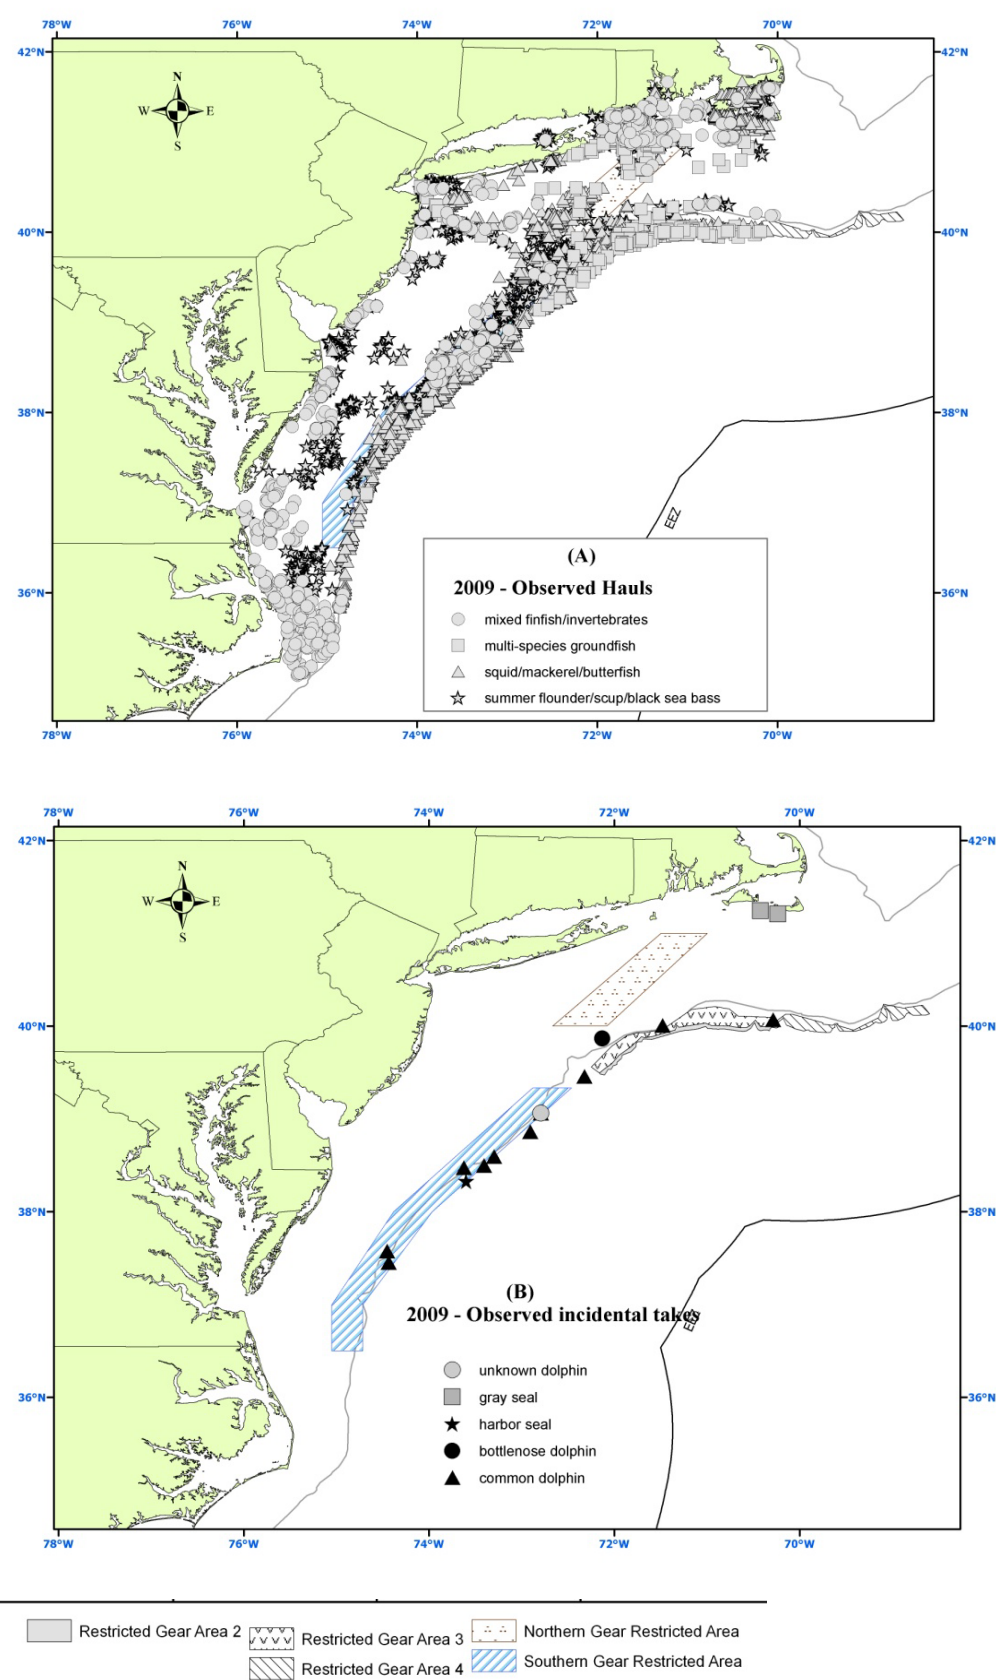 78°W 76°W 74°W 72°W 70°W
42°N 42°N
N
W E
S
40°N 40°N
38°N 38°N
EEZ
(A)
2009 - Observed Hauls
36°N 36°N
mixed finfish/invertebrates
multi-species groundfish
squid/mackerel/butterfish
summer flounder/scup/black sea bass
78°W 76°W 74°W 72°W 70°W
78°W 76°W 74°W 72°W 70°W
42°N 42°N
N
W E
S
40°N 40°N
38°N 38°N
(B)
2009 - Observed incidental takes
EEZ
unknown dolphin
36°N 36°N
gray seal
harbor seal
bottlenose dolphin
common dolphin
78°W 76°W 74°W 72°W 70°W
Restricted Gear Area 2
Restricted Gear Area 3
Restricted Gear Area 4
Northern Gear Restricted Area
Southern Gear Restricted Area